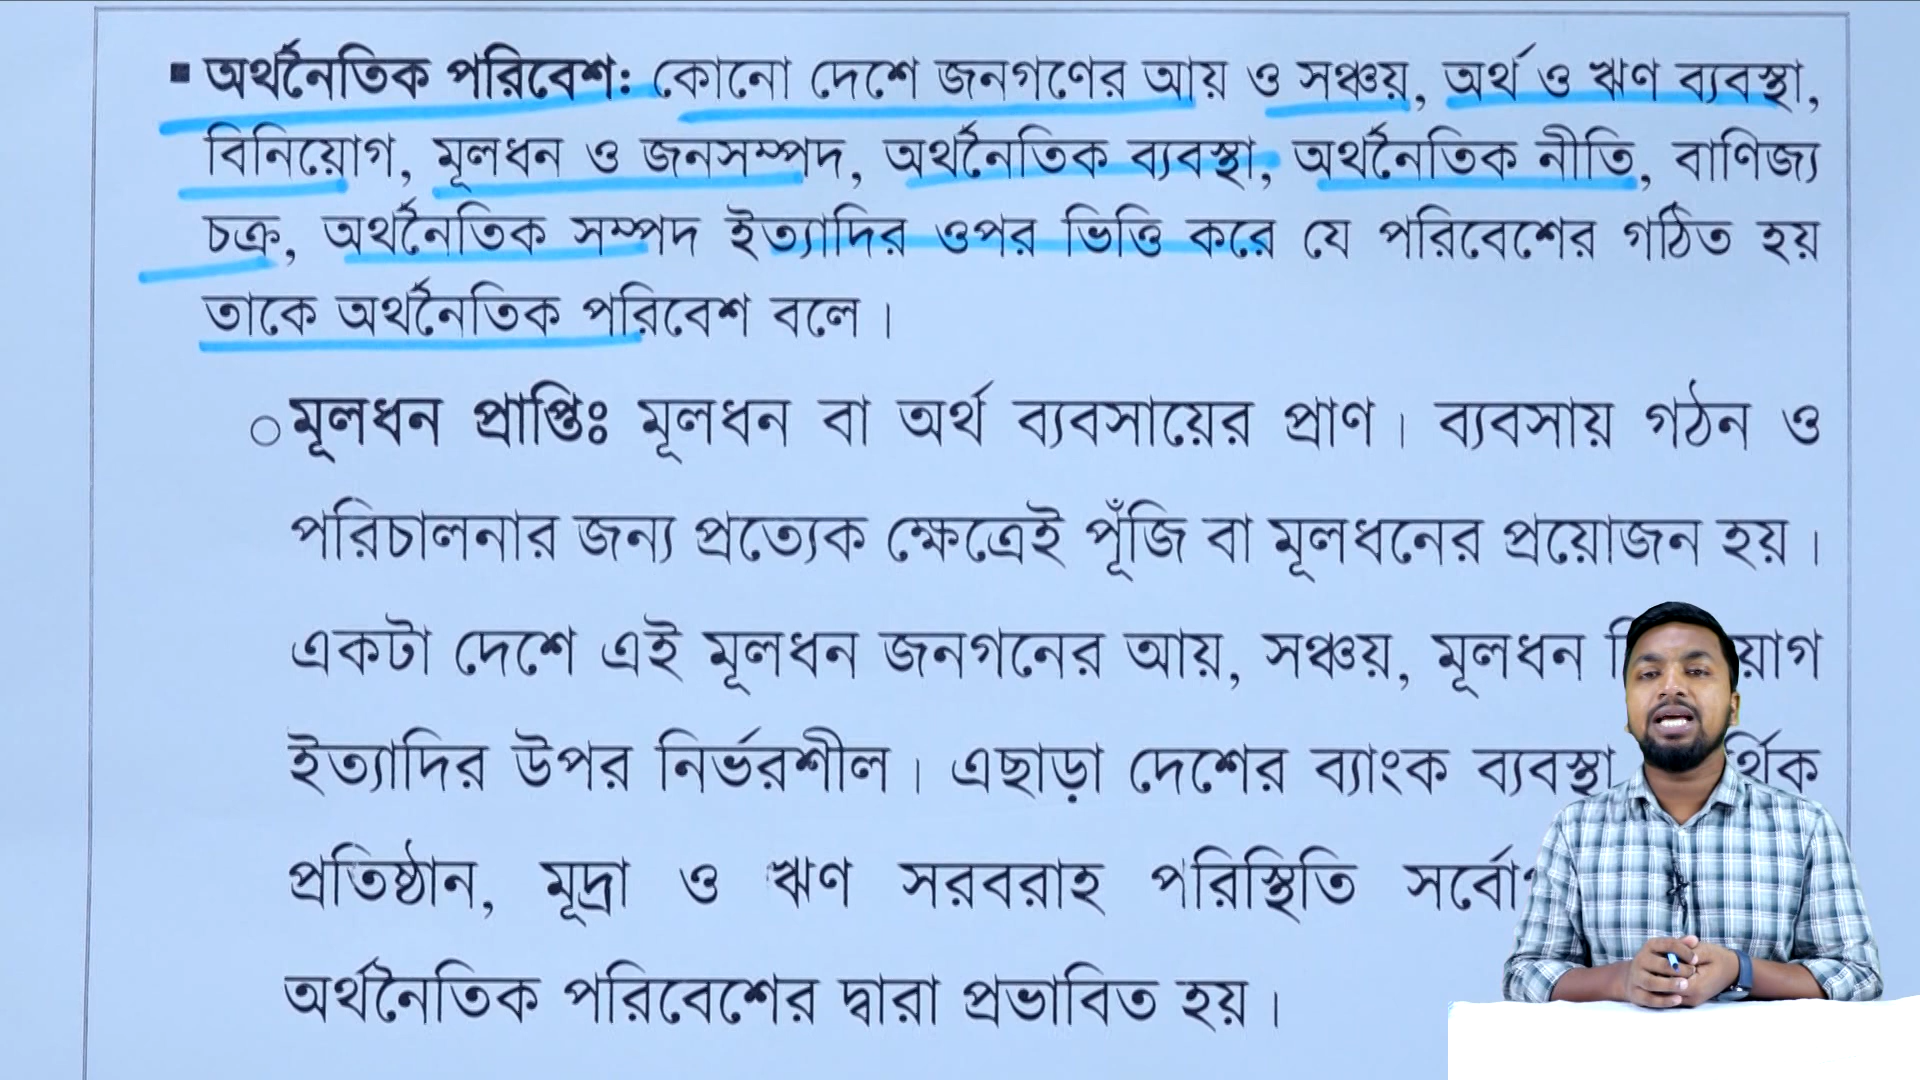 ▪ অর্থনৈতিক পরিবেশ: কোনো দেশে জনগণের আয় ও সঞ্চয়, অর্থ ও ঋণ ব্যবস্থা,
বিনিয়োগ, মূলধন ও জনসম্পদ, অর্থনৈতিক ব্যবস্থা, অর্থনৈতিক নীতি, বাণিজ্য
চক্র, অর্থনৈতিক সম্পদ ইত্যাদির ওপর ভিত্তি করে যে পরিবেশের গঠিত হয়
তাকে অর্থনৈতিক পরিবেশ বলে।
○ মূলধন প্রাপ্তিঃ মূলধন বা অর্থ ব্যবসায়ের প্রাণ। ব্যবসায় গঠন ও
পরিচালনার জন্য প্রত্যেক ক্ষেত্রেই পূঁজি বা মূলধনের প্রয়োজন হয়।
একটা দেশে এই মূলধন জনগনের আয়, সঞ্চয়, মূলধন
ইত্যাদির উপর নির্ভরশীল। এছাড়া দেশের ব্যাংক ব্যবস্থা
প্রতিষ্ঠান, মূদ্রা ও ঋণ সরবরাহ পরিস্থিতি
অর্থনৈতিক পরিবেশের দ্বারা প্রভাবিত হয়।